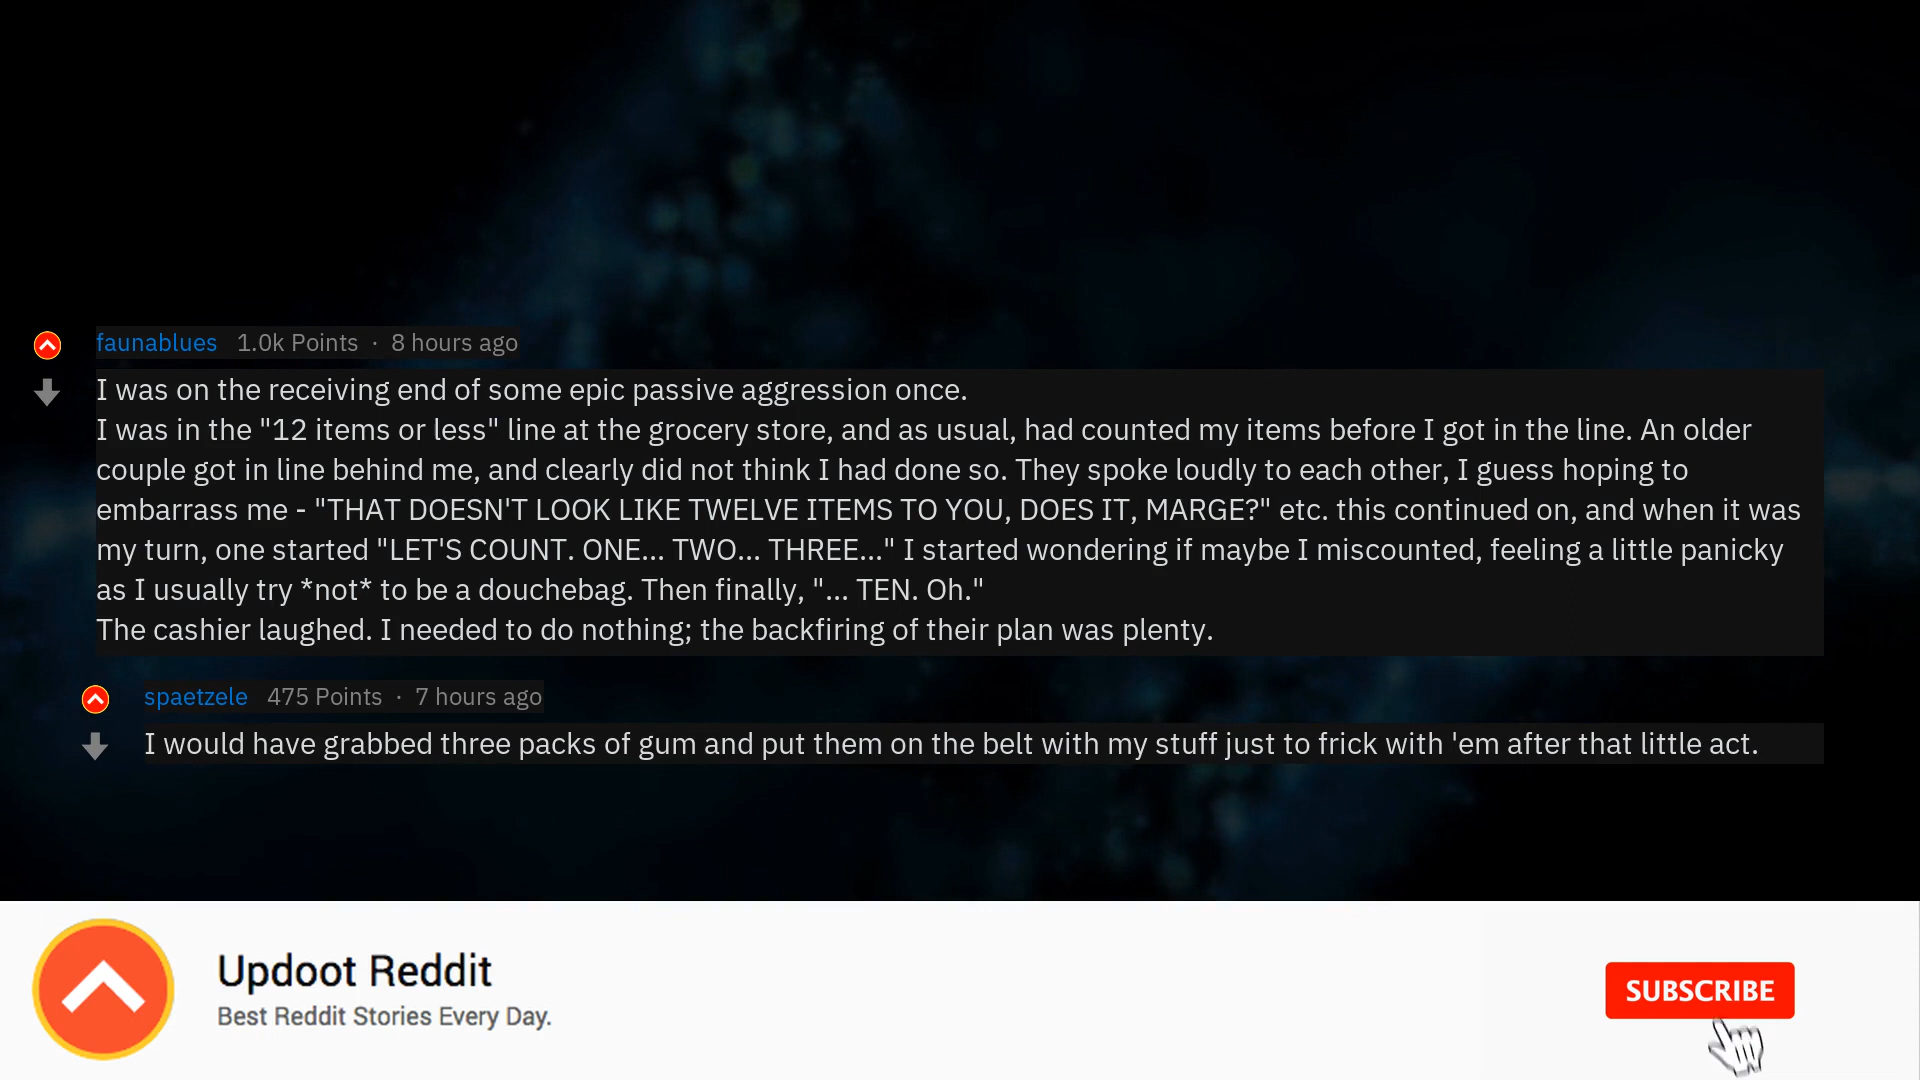 faunablues 1.0k Points · 8 hours ago
I was on the receiving end of some epic passive aggression once.
I was in the "12 items or less" line at the grocery store, and as usual, had counted my items before I got in the line. An older
couple got in line behind me, and clearly did not think I had done so. They spoke loudly to each other, I guess hoping to
embarrass me - "THAT DOESN'T LOOK LIKE TWELVE ITEMS TO YOU, DOES IT, MARGE?" etc. this continued on, and when it was
my turn, one started "LET'S COUNT. ONE... TWO... THREE..." I started wondering if maybe I miscounted, feeling a little panicky
as I usually try *not* to be a douchebag. Then finally, "... TEN. Oh."
The cashier laughed. I needed to do nothing; the backfiring of their plan was plenty.
spaetzele 475 Points · 7 hours ago
I would have grabbed three packs of gum and put them on the belt with my stuff just to frick with 'em after that little act.
Updoot Reddit
Best Reddit Stories Every Day.
SUBSCRIBE